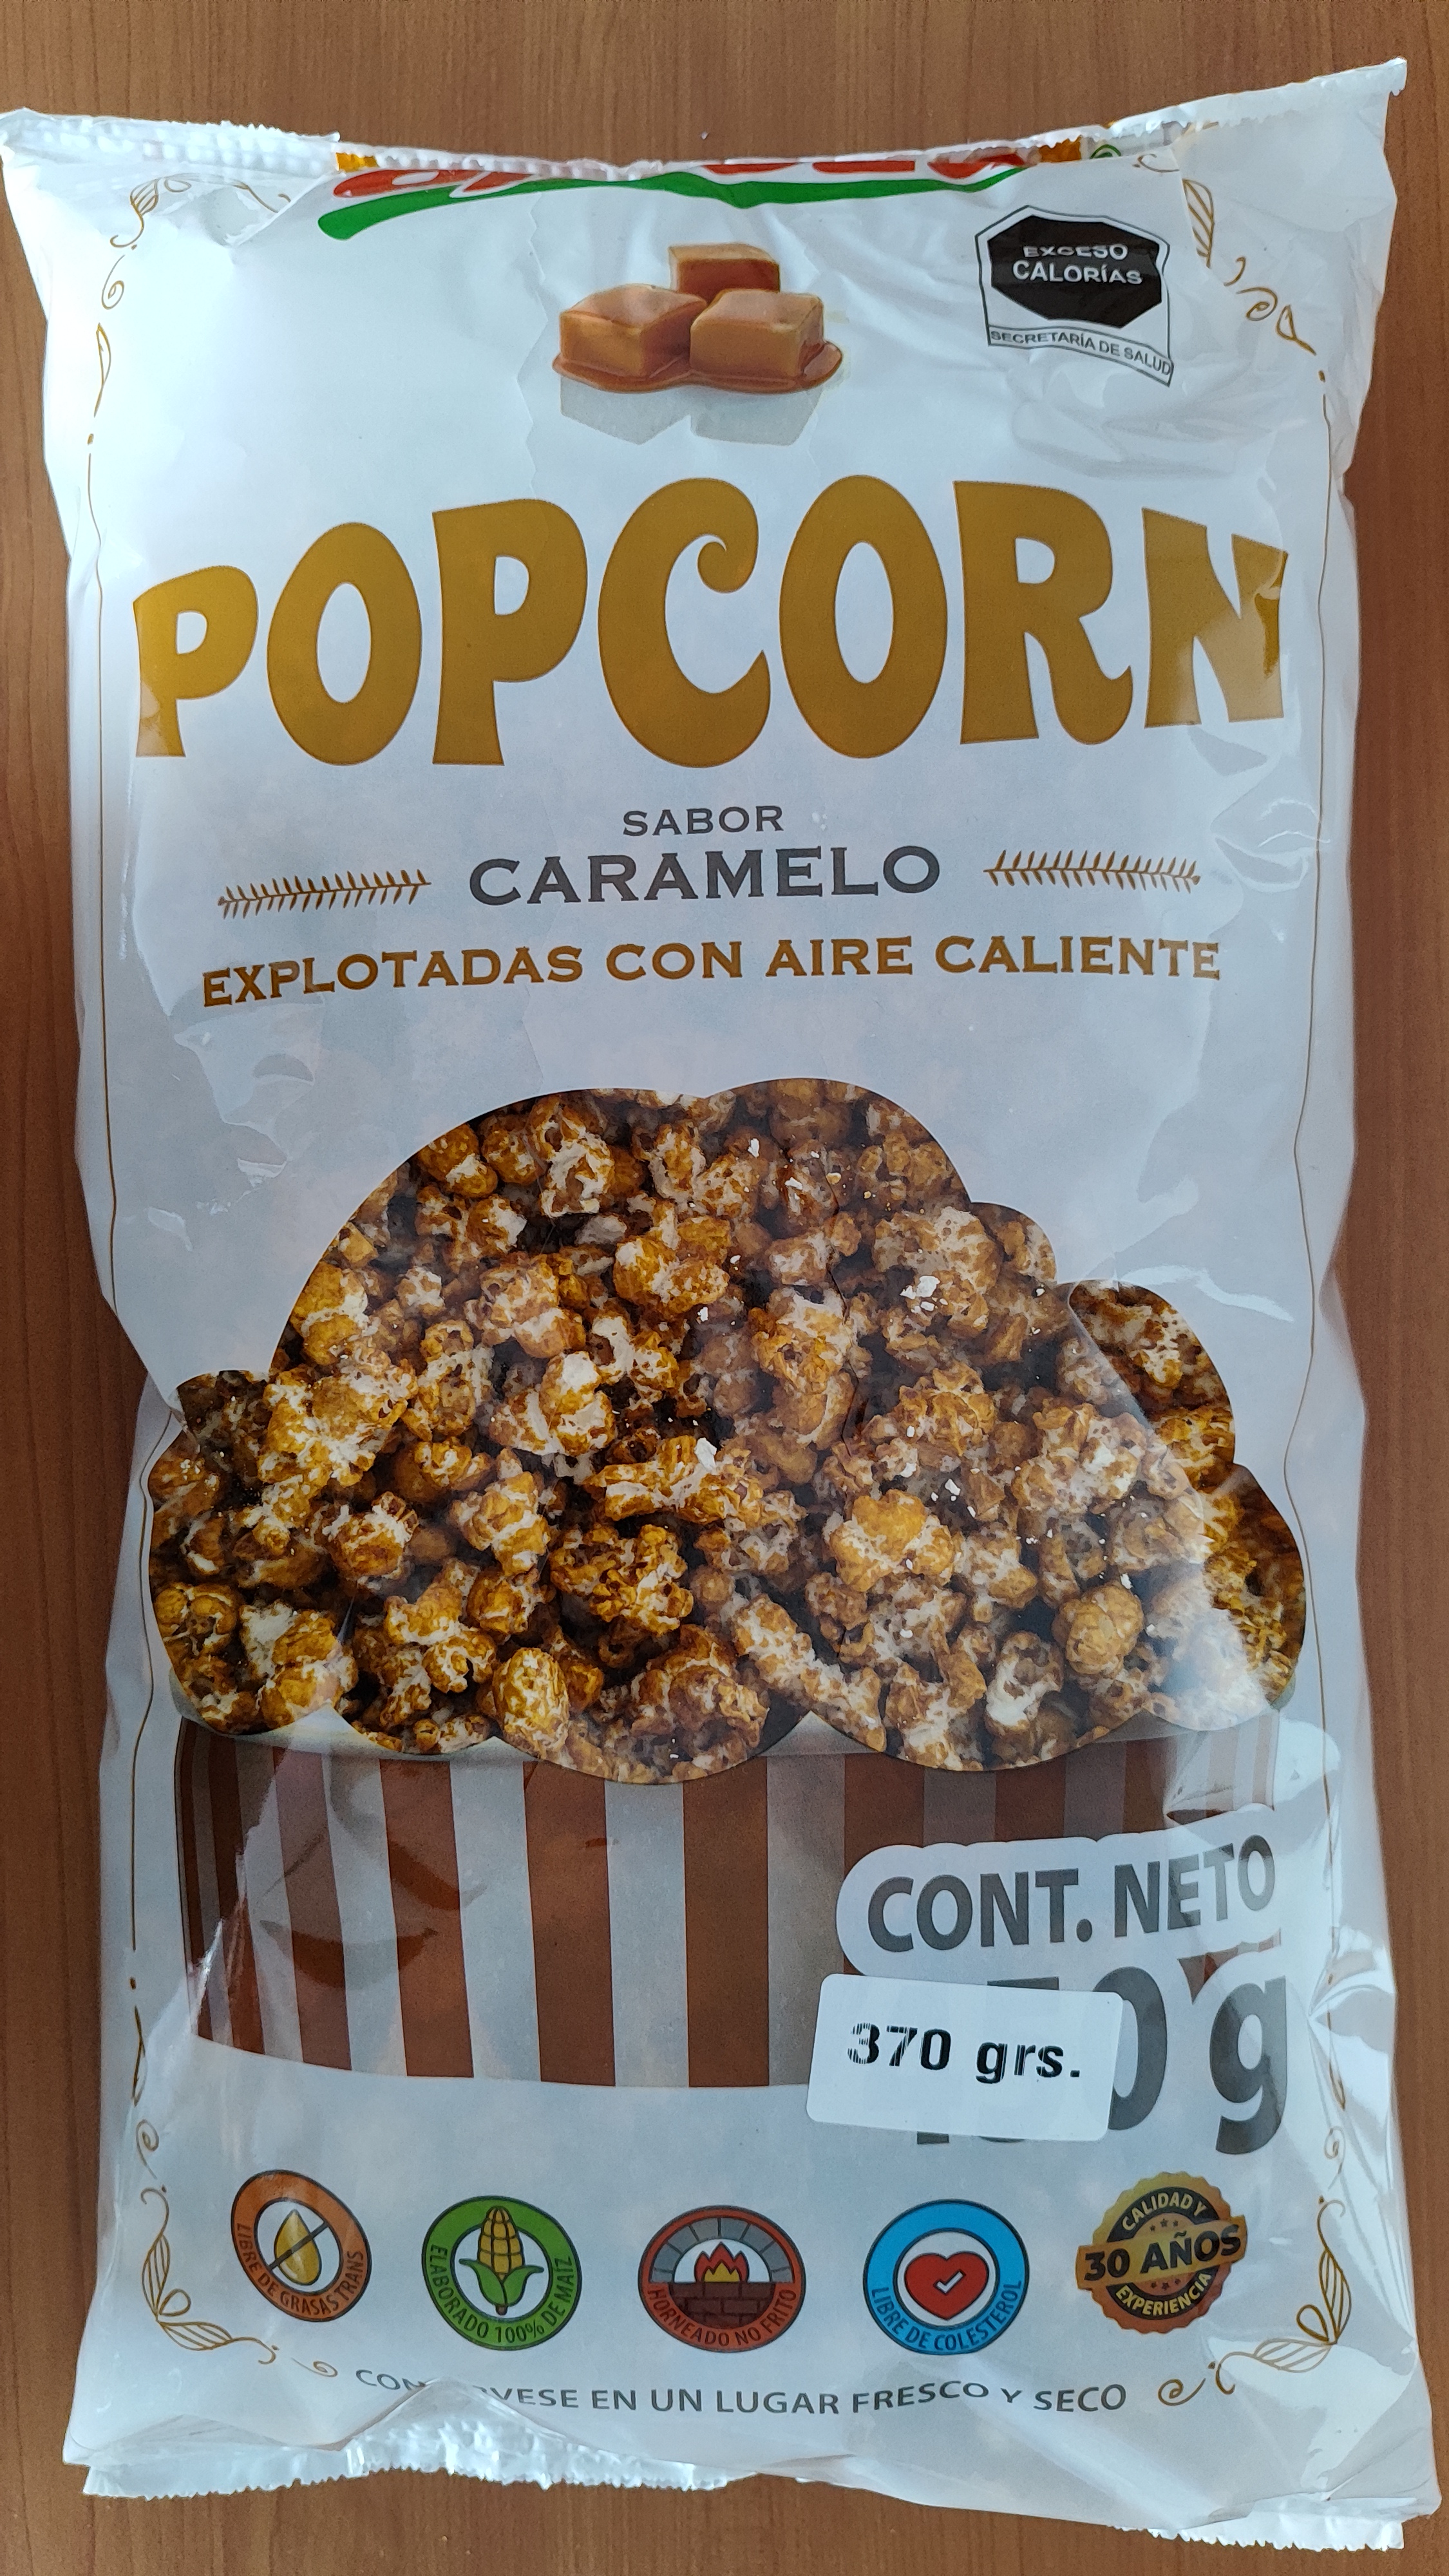 EXCESO
CALORÍAS
SECRETARÍA DE SALUD
POPCORN
SABOR
CARAMELO
EXPLOTADAS CON AIRE CALIENTE
CONT. NETO
370 grs.
0 g
LIBRE DE GRASAS TRANS
ELABORADO 100% DE MAÍZ
HORNEADO NO FRITO
LIBRE DE COLESTEROL
CALIDAD Y
30 AÑOS
EXPERIENCIA
EN UN LUGAR FRESCO Y SECO